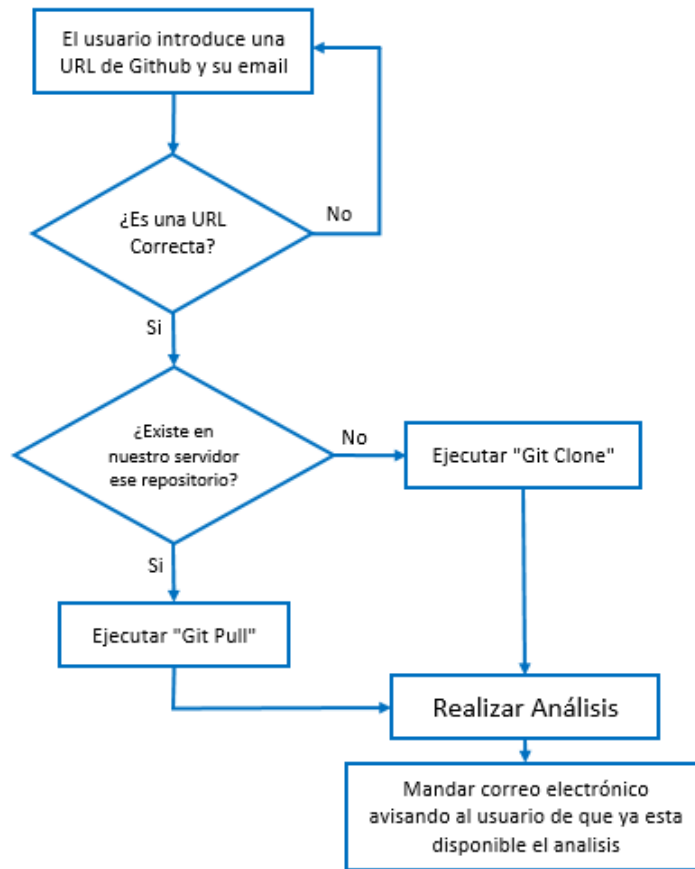 El usuario introduce una
URL de Github y su email
¿Es una URL
Correcta?
No
Si
¿Existe en
nuestro servidor
ese repositorio?
No
Ejecutar "Git Clone"
Si
Ejecutar "Git Pull"
Realizar Análisis
Mandar correo electrónico
avisando al usuario de que ya esta
disponible el analisis